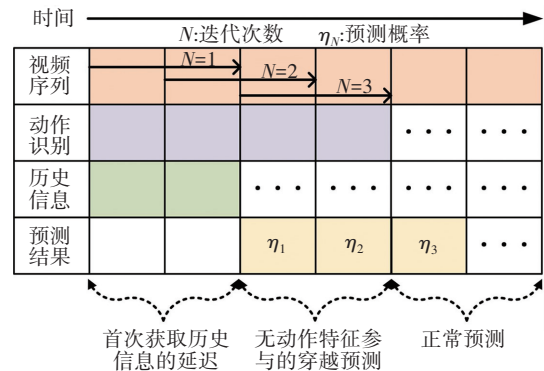 时间
N:迭代次数 η_N:预测概率
视频
序列
N=1
N=2
N=3
动作
识别
···
···
历史
信息
···
···
···
···
预测
结果
η₁
η₂
η₃
···
首次获取历史
信息的延迟
无动作特征参
与的穿越预测
正常预测